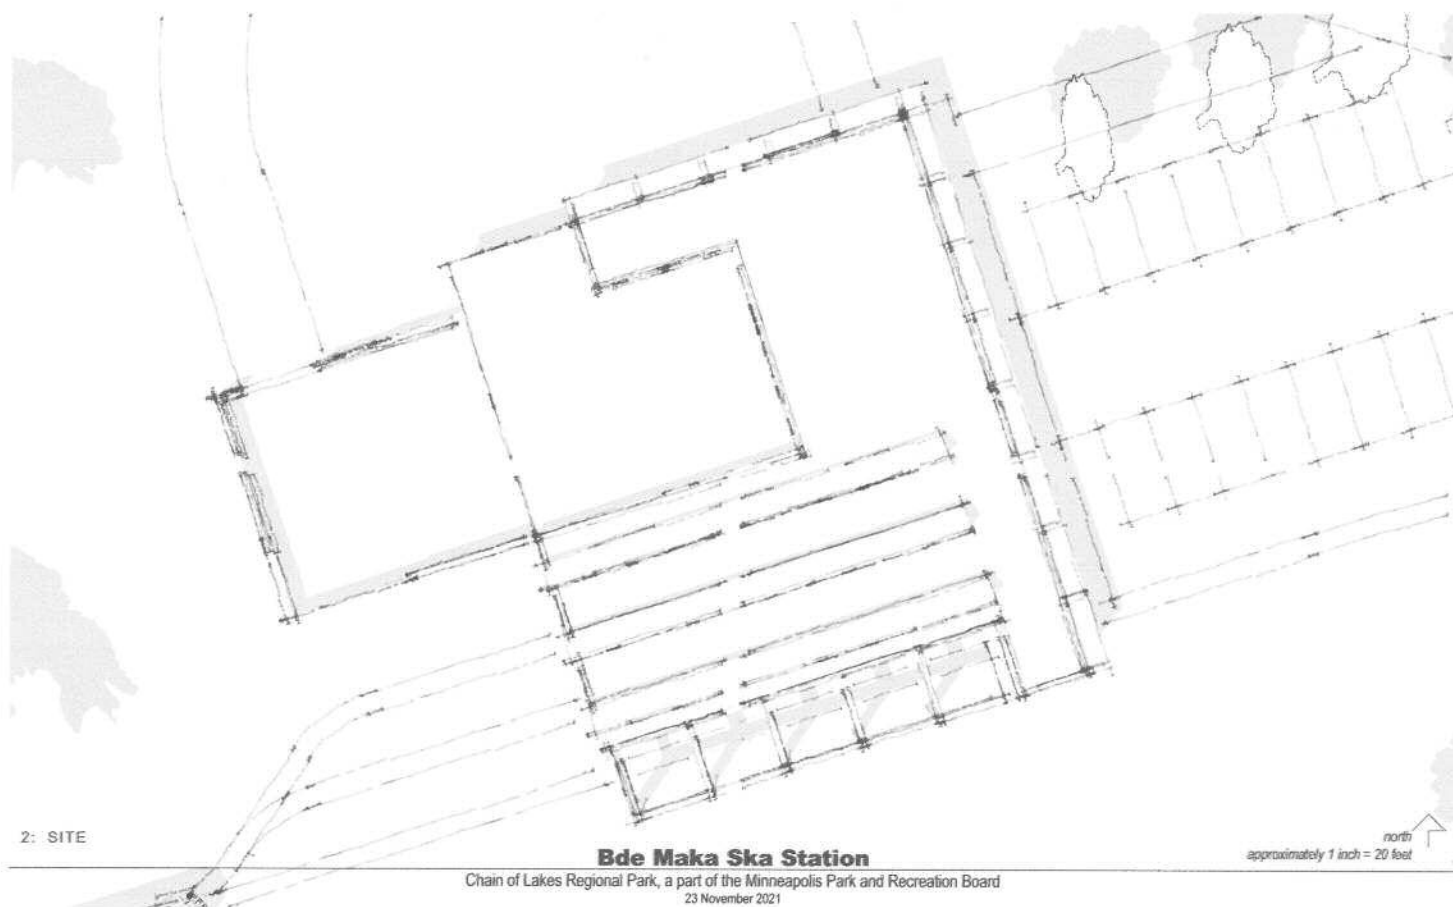 2: SITE
Bde Maka Ska Station
Chain of Lakes Regional Park, a part of the Minneapolis Park and Recreation Board
23 November 2021
north
approximately 1 inch = 20 feet